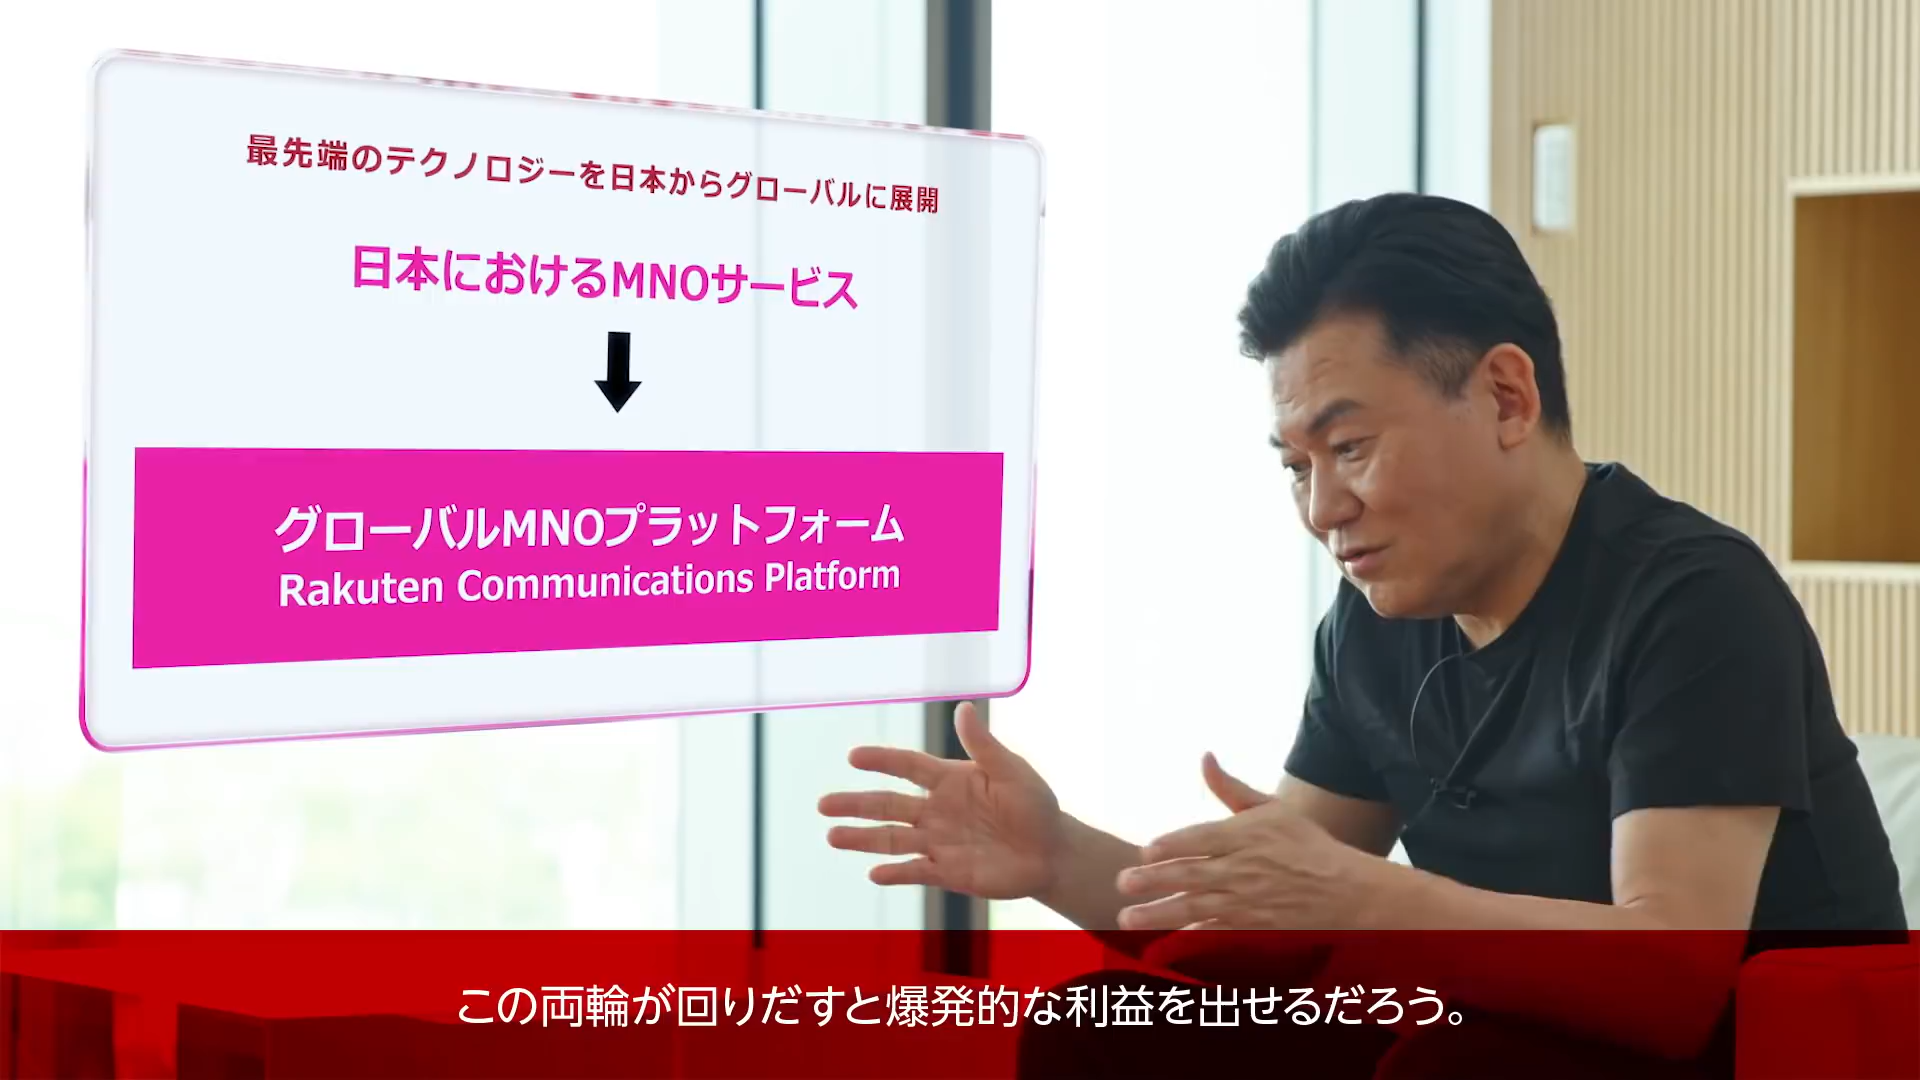 最先端のテクノロジーを日本からグローバルに展開
日本におけるMNOサービス
グローバルMNOプラットフォーム
Rakuten Communications Platform
この両輪が回りだすと爆発的な利益を出せるだろう。